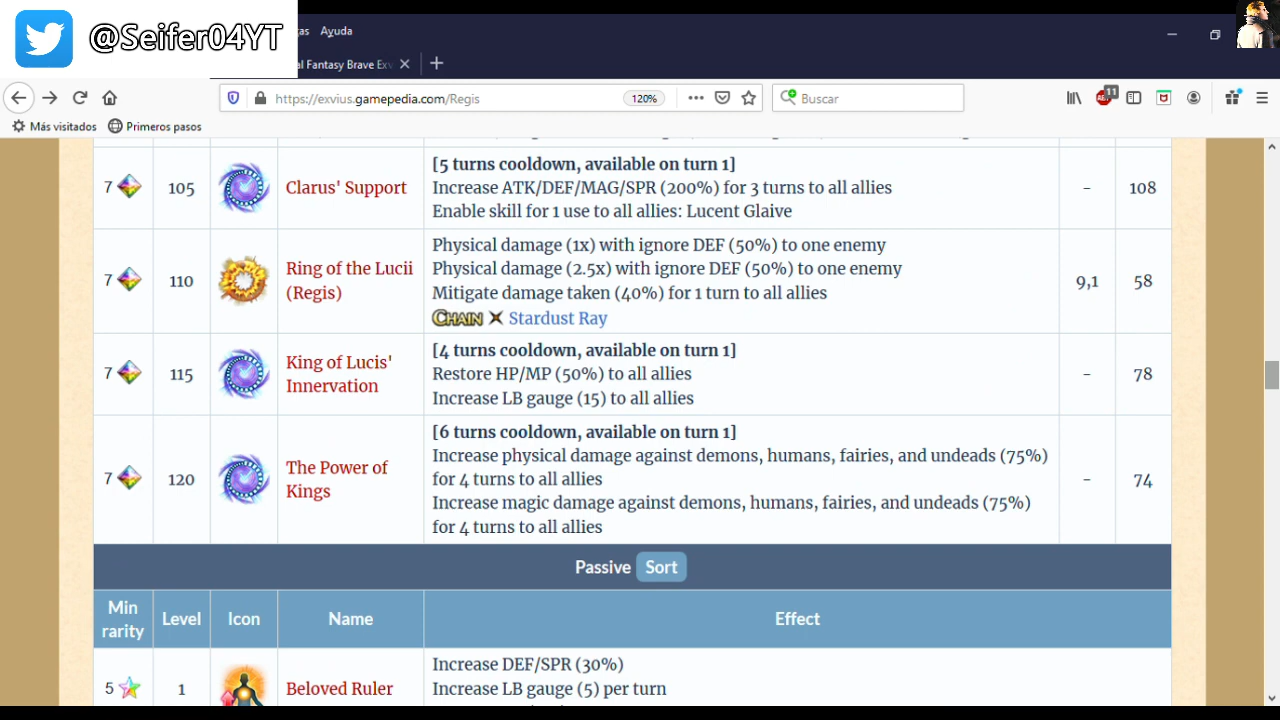 @Seifer04YT
Ayuda
al Fantasy Brave Exv
https://exvius.gamepedia.com/Regis
120%
Buscar
11
Más visitados
Primeros pasos
7 105 Clarus' Support
[5 turns cooldown, available on turn 1]
Increase ATK/DEF/MAG/SPR (200%) for 3 turns to all allies
Enable skill for 1 use to all allies: Lucent Glaive
- 108
7 110 Ring of the Lucii
(Regis)
Physical damage (1x) with ignore DEF (50%) to one enemy
Physical damage (2.5x) with ignore DEF (50%) to one enemy
Mitigate damage taken (40%) for 1 turn to all allies
CHAIN Stardust Ray
9,1 58
7 115 King of Lucis'
Innervation
[4 turns cooldown, available on turn 1]
Restore HP/MP (50%) to all allies
Increase LB gauge (15) to all allies
- 78
7 120 The Power of
Kings
[6 turns cooldown, available on turn 1]
Increase physical damage against demons, humans, fairies, and undeads (75%)
for 4 turns to all allies
Increase magic damage against demons, humans, fairies, and undeads (75%)
for 4 turns to all allies
- 74
Passive Sort
Min
rarity
Level Icon Name Effect
5 1 Beloved Ruler
Increase DEF/SPR (30%)
Increase LB gauge (5) per turn